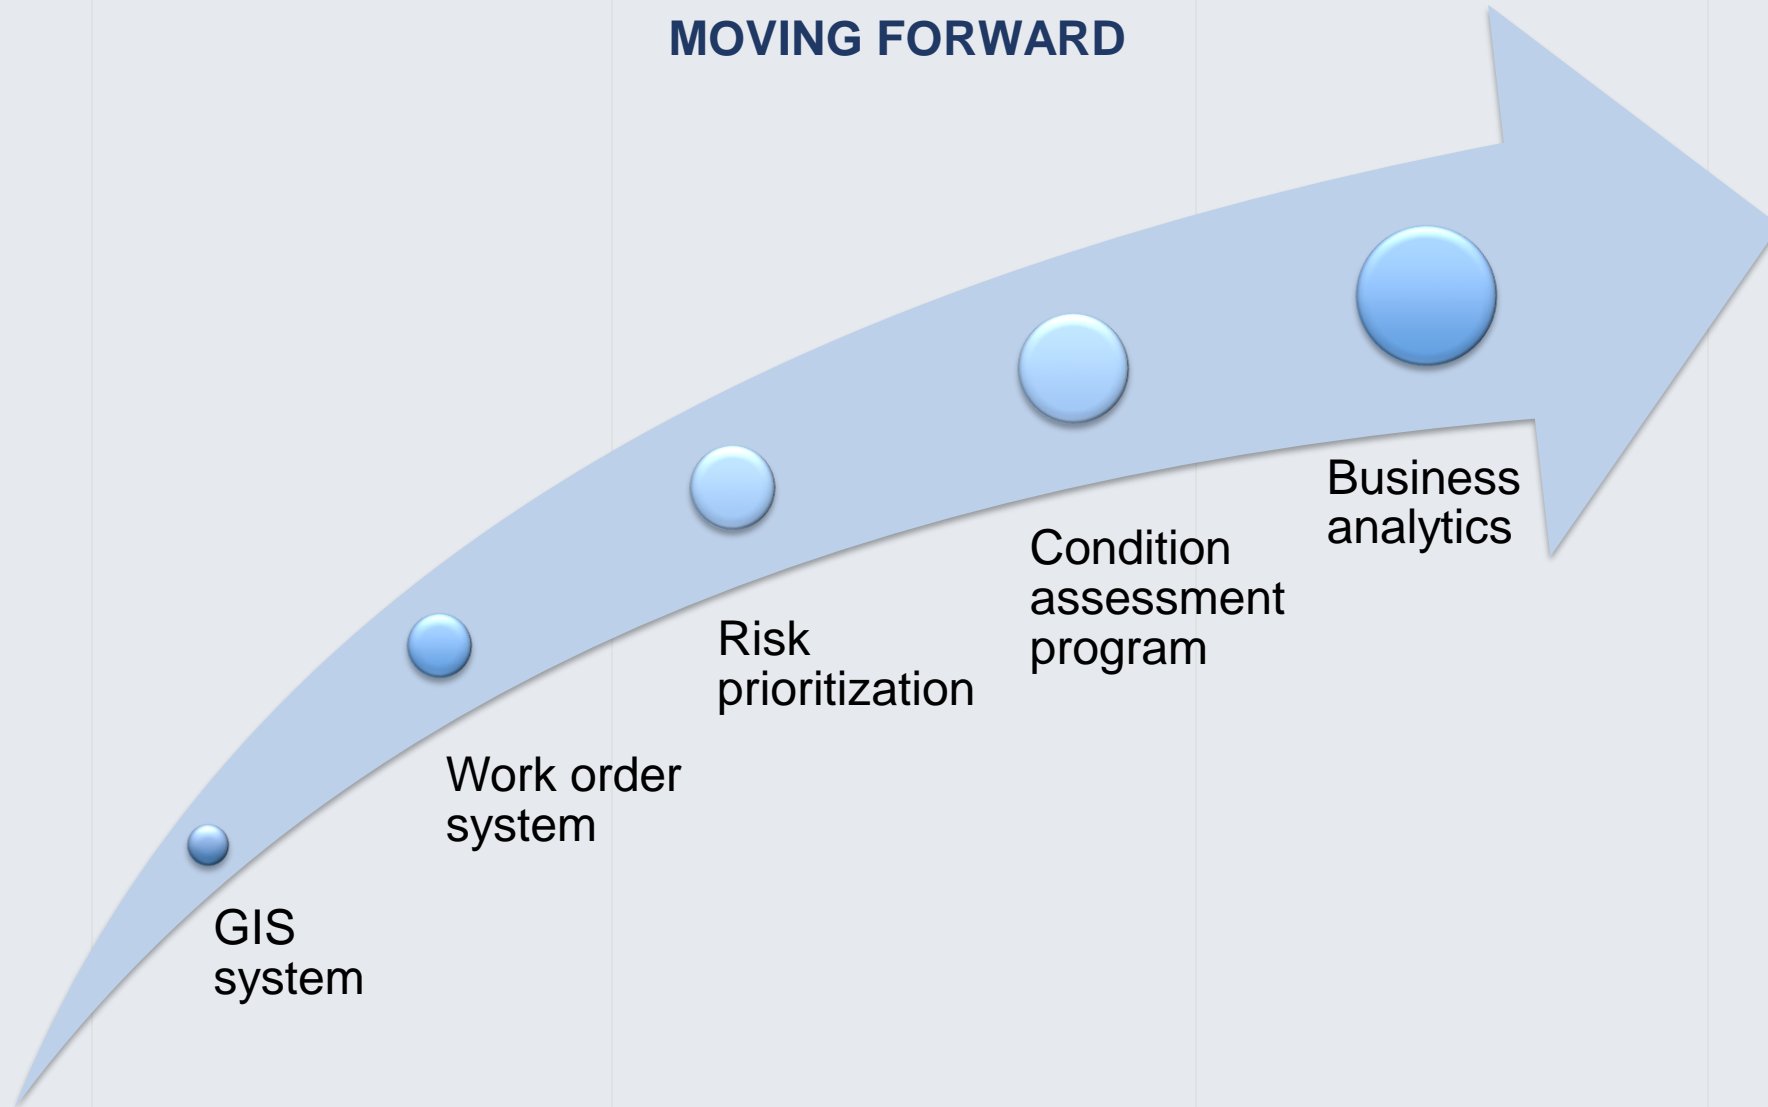 MOVING FORWARD
GIS
system
Work order
system
Risk
prioritization
Condition
assessment
program
Business
analytics